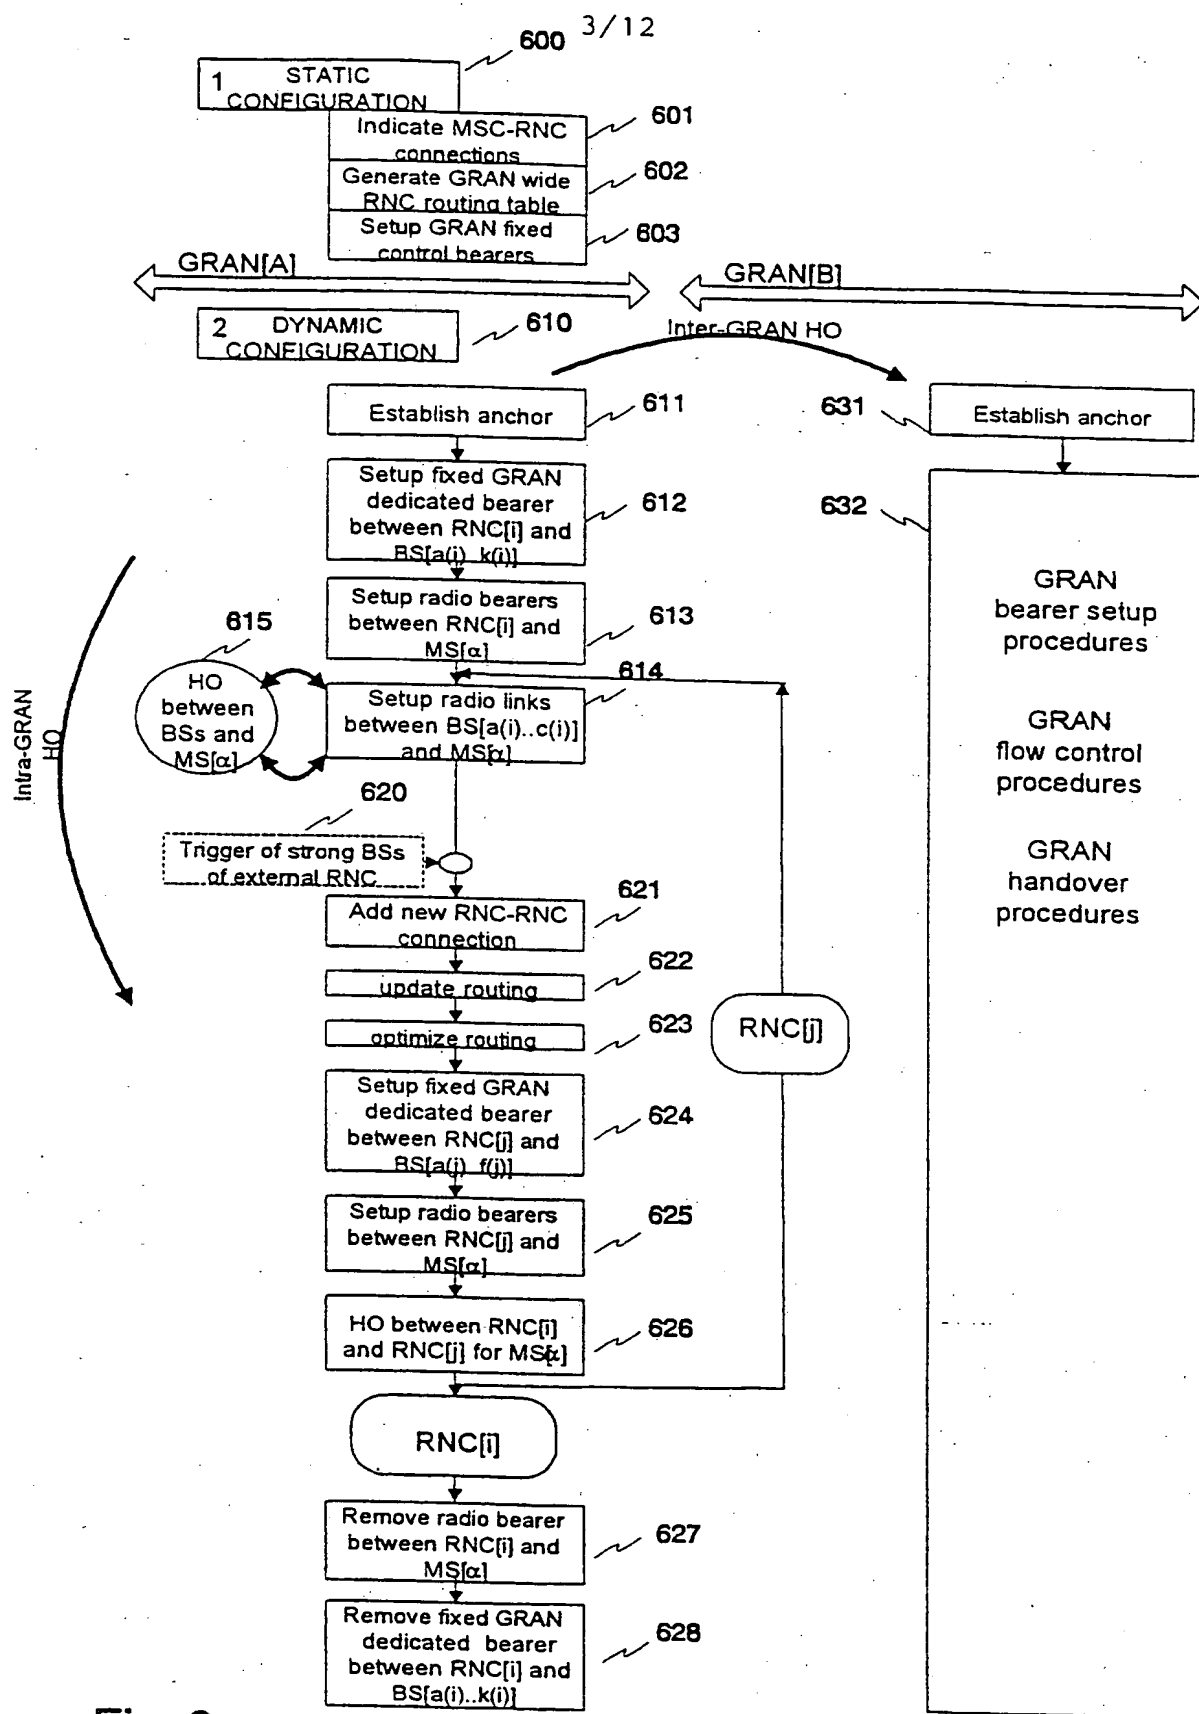 3/12
600
1 STATIC
CONFIGURATION
601
Indicate MSC-RNC
connections
602
Generate GRAN wide
RNC routing table
603
Setup GRAN fixed
control bearers
GRAN[A]
GRAN[B]
2 DYNAMIC
CONFIGURATION
610
Inter-GRAN HO
Establish anchor
611
631
Establish anchor
Setup fixed GRAN
dedicated bearer
between RNC[i] and
BS[a(i)..k(i)]
612
632
GRAN
bearer setup
procedures
GRAN
flow control
procedures
GRAN
handover
procedures
Setup radio bearers
between RNC[i] and
MS[α]
613
615
HO
between
BSs and
MS[α]
614
Setup radio links
between BS[a(i)..c(i)]
and MS[α]
Intra-GRAN
HO
620
Trigger of strong BSs
of external RNC
621
Add new RNC-RNC
connection
622
update routing
623
optimize routing
RNC[j]
Setup fixed GRAN
dedicated bearer
between RNC[j] and
BS[a(j)..f(j)]
624
Setup radio bearers
between RNC[j] and
MS[α]
625
HO between RNC[i]
and RNC[j] for MS[α]
626
RNC[i]
Remove radio bearer
between RNC[i] and
MS[α]
627
Remove fixed GRAN
dedicated bearer
between RNC[i] and
BS[a(i)..k(i)]
628